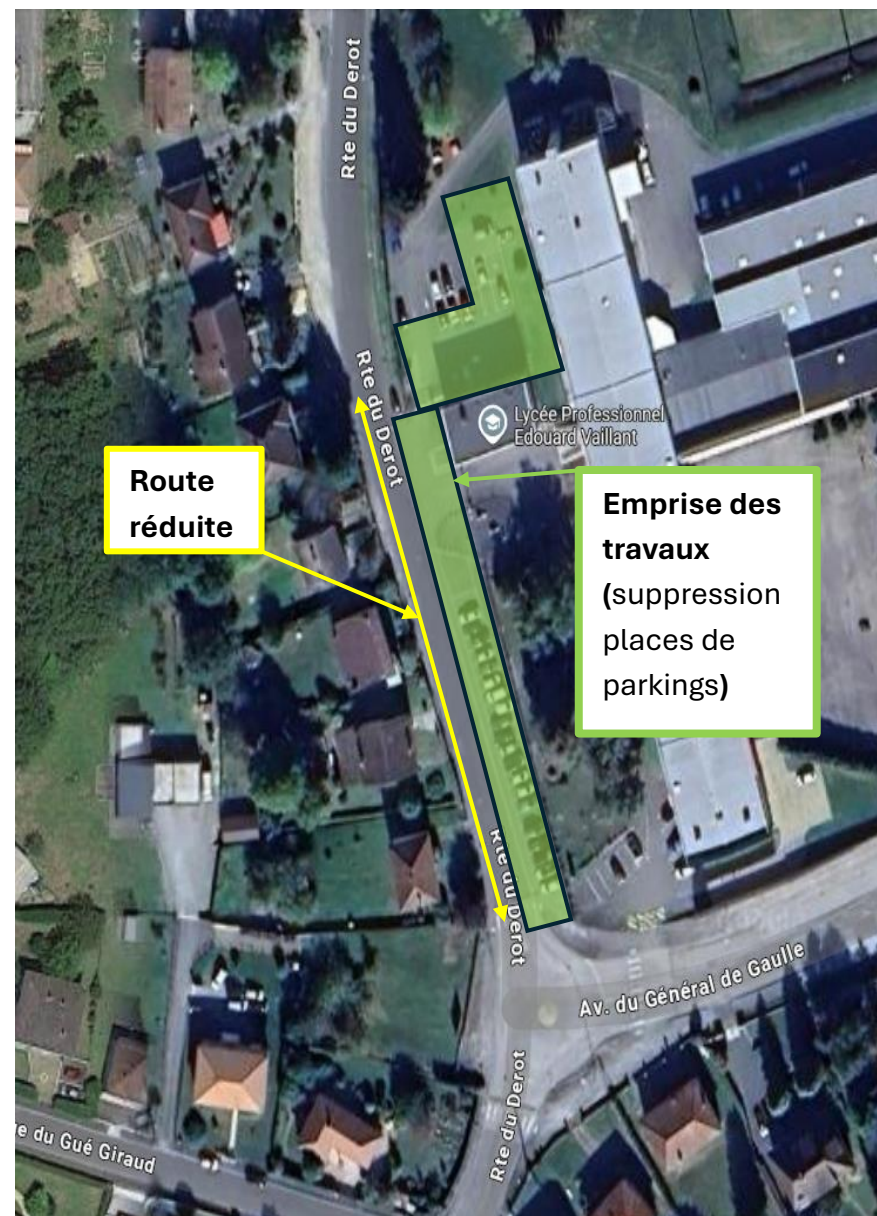 Rte du Derot
Rte du Derot
Lycée Professionnel
Edouard Vaillant
Route
réduite
Emprise des
travaux
(suppression
places de
parkings)
Rte du Derot
Av. du Général de Gaulle
Rte du Derot
e du Gué Giraud